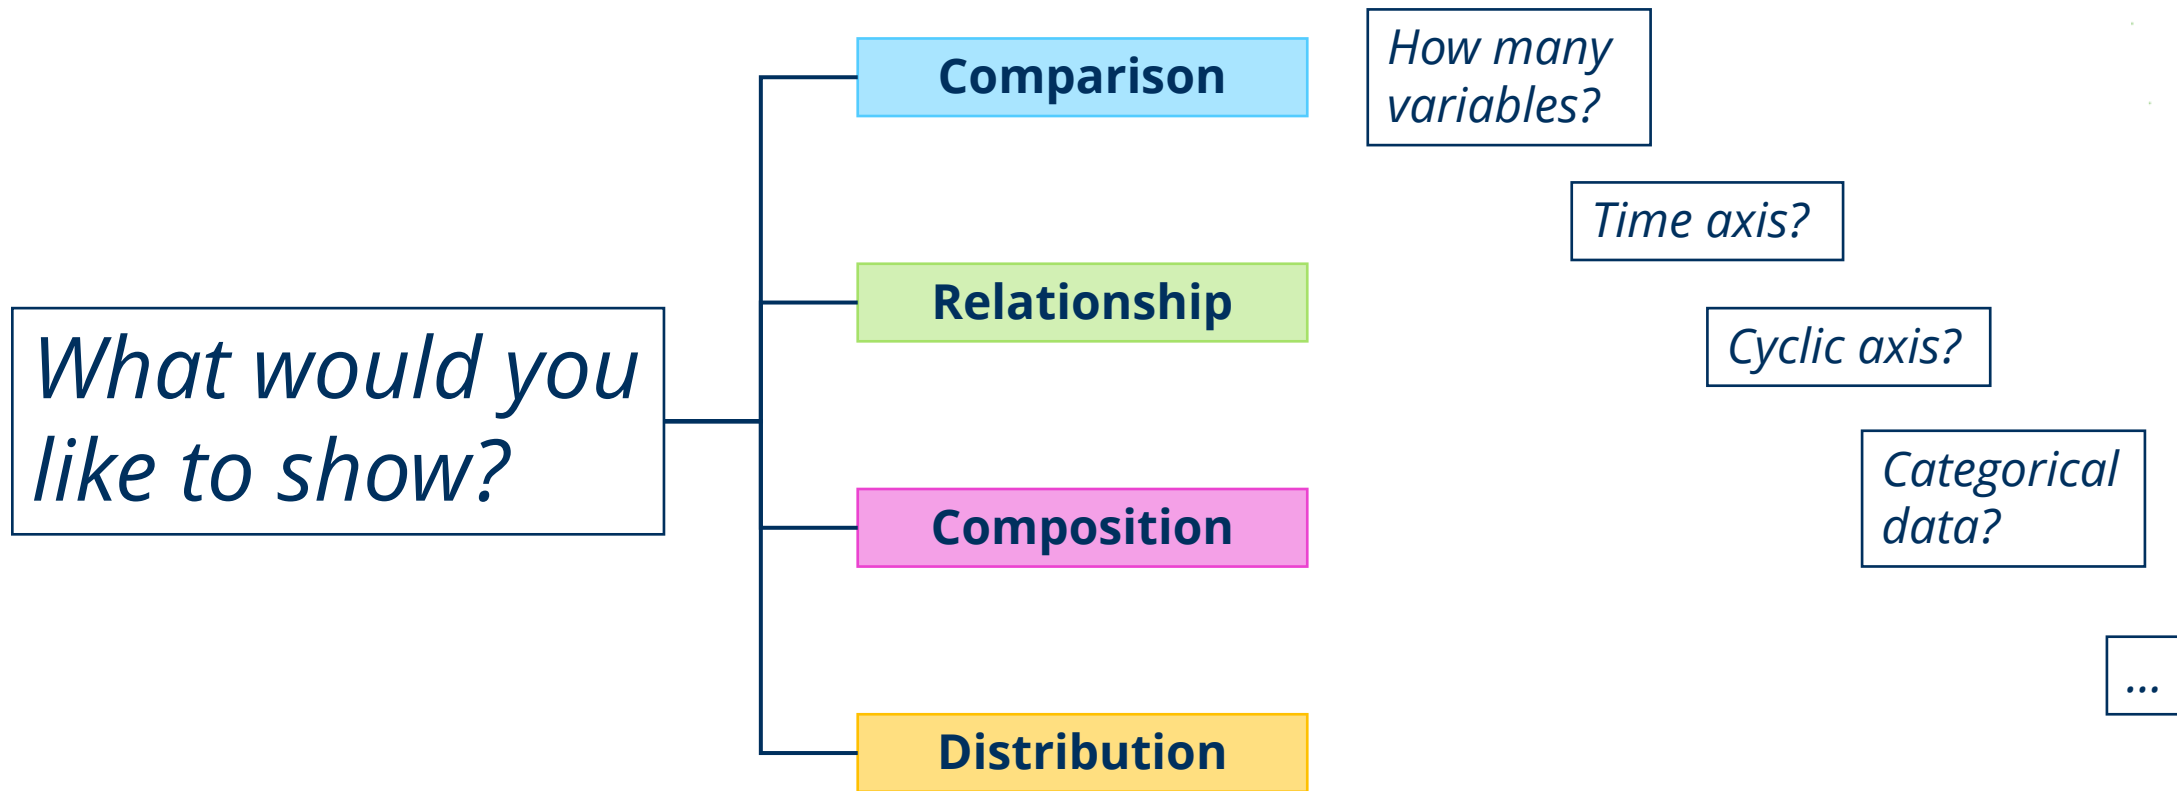 What would you
like to show?
Comparison
Relationship
Composition
Distribution
How many
variables?
Time axis?
Cyclic axis?
Categorical
data?
...